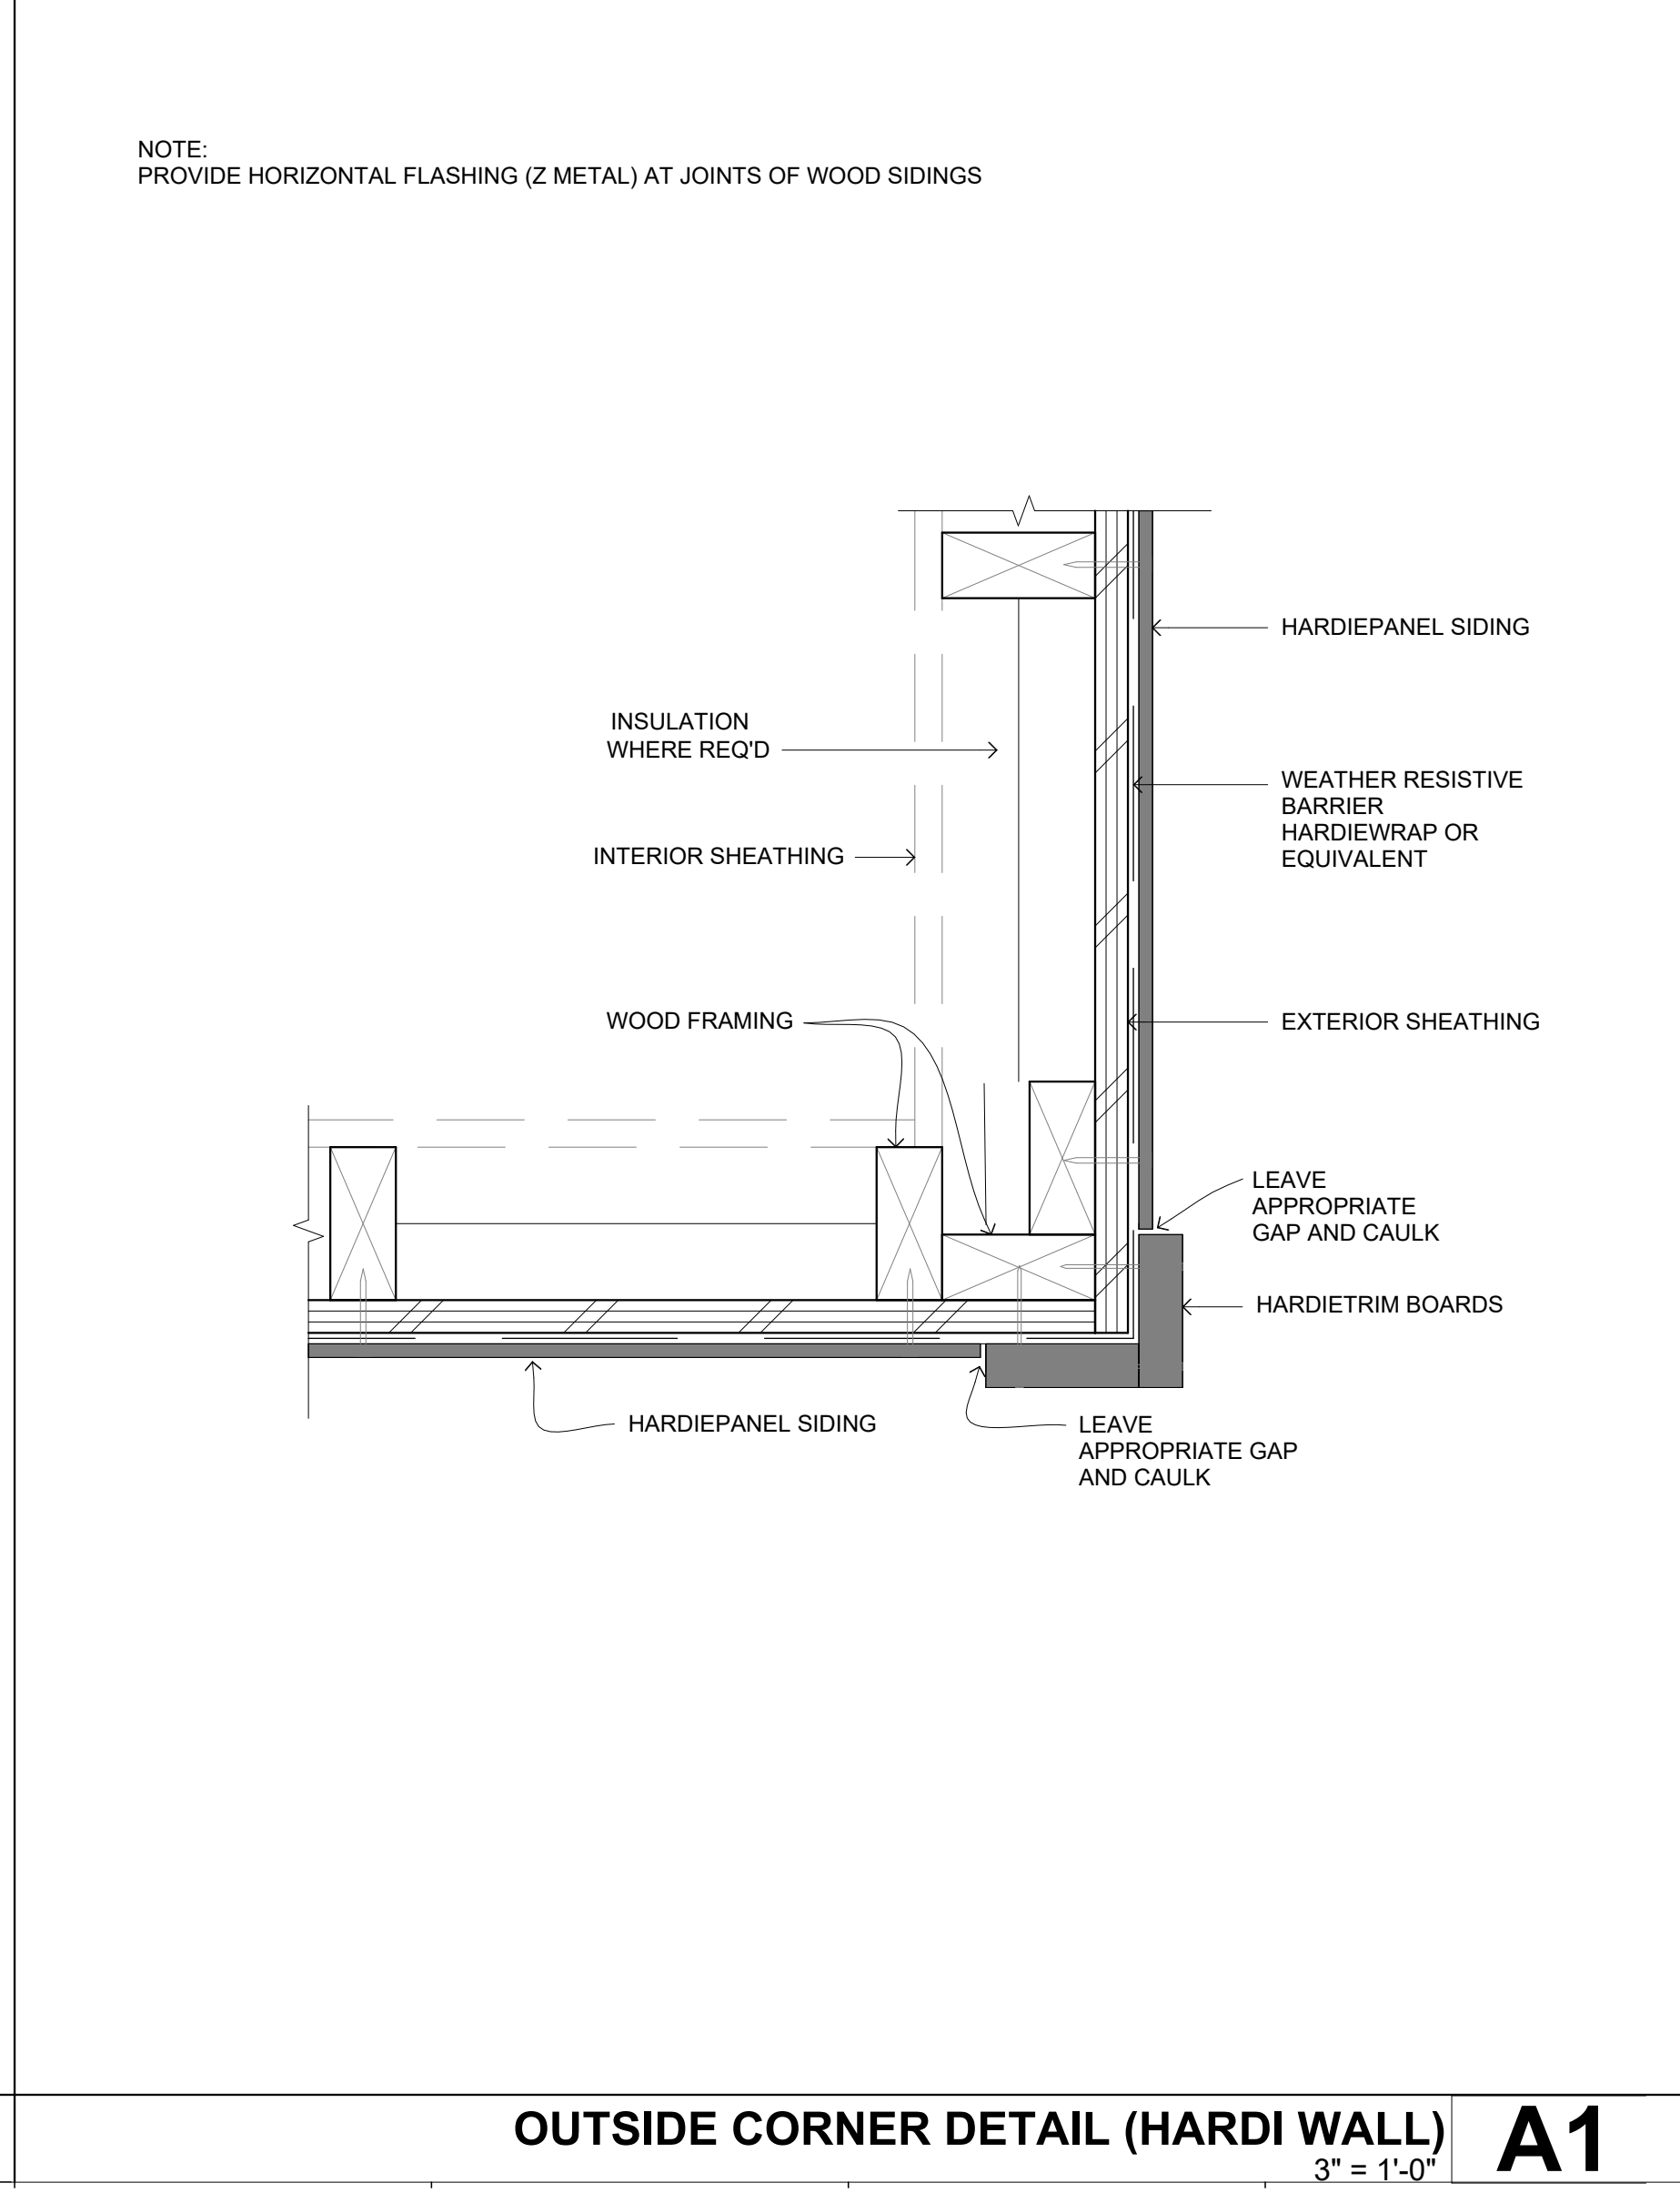 NOTE:
PROVIDE HORIZONTAL FLASHING (Z METAL) AT JOINTS OF WOOD SIDINGS
HARDIEPANEL SIDING
INSULATION
WHERE REQ'D
WEATHER RESISTIVE
BARRIER
HARDIEWRAP OR
EQUIVALENT
INTERIOR SHEATHING
WOOD FRAMING
EXTERIOR SHEATHING
LEAVE
APPROPRIATE
GAP AND CAULK
HARDIETRIM BOARDS
HARDIEPANEL SIDING
LEAVE
APPROPRIATE GAP
AND CAULK
OUTSIDE CORNER DETAIL (HARDI WALL)
3" = 1'-0"
A1